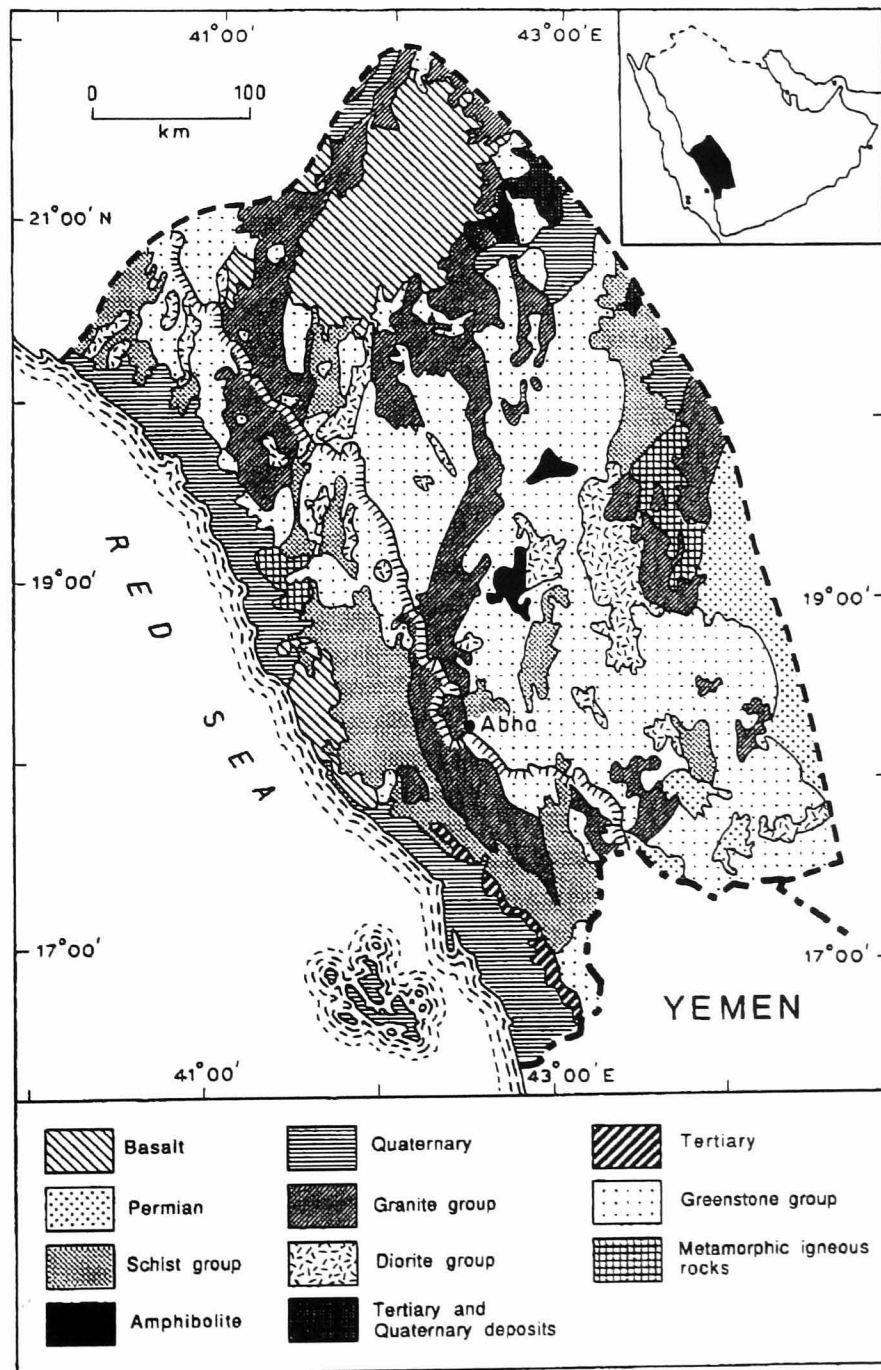 41°00'
43°00'E
0 100
km
21°00'N
19°00'
19°00'
RED SEA
Abha
17°00'
17°00'
YEMEN
41°00'
43°00'E
Basalt
Quaternary
Tertiary
Permian
Granite group
Greenstone group
Schist group
Diorite group
Metamorphic igneous
rocks
Amphibolite
Tertiary and
Quaternary deposits